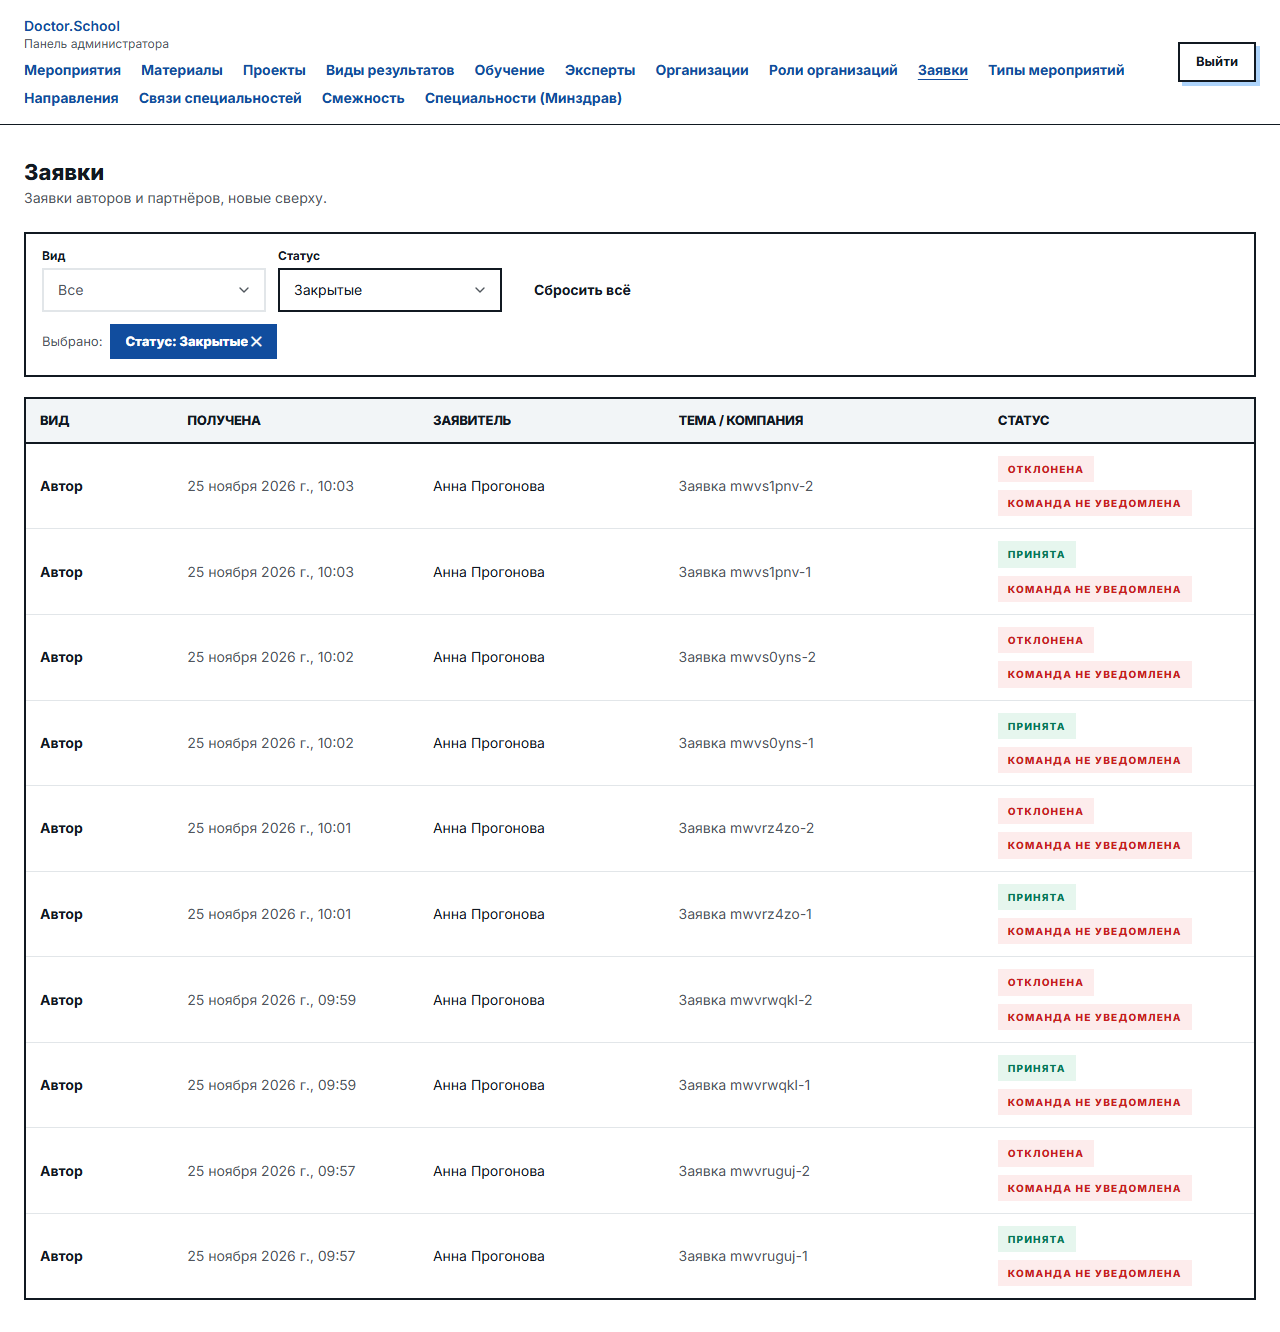 Doctor.School
Панель администратора
Мероприятия Материалы Проекты Виды результатов Обучение Эксперты Организации Роли организаций Заявки Типы мероприятий
Направления Связи специальностей Смежность Специальности (Минздрав)
Выйти
Заявки
Заявки авторов и партнёров, новые сверху.
Вид Статус
Все Закрытые Сбросить всё
Выбрано: Статус: Закрытые ✕
ВИД ПОЛУЧЕНА ЗАЯВИТЕЛЬ ТЕМА / КОМПАНИЯ СТАТУС
Автор 25 ноября 2026 г., 10:03 Анна Прогонова Заявка mwvs1pnv-2 ОТКЛОНЕНА
КОМАНДА НЕ УВЕДОМЛЕНА
Автор 25 ноября 2026 г., 10:03 Анна Прогонова Заявка mwvs1pnv-1 ПРИНЯТА
КОМАНДА НЕ УВЕДОМЛЕНА
Автор 25 ноября 2026 г., 10:02 Анна Прогонова Заявка mwvs0yns-2 ОТКЛОНЕНА
КОМАНДА НЕ УВЕДОМЛЕНА
Автор 25 ноября 2026 г., 10:02 Анна Прогонова Заявка mwvs0yns-1 ПРИНЯТА
КОМАНДА НЕ УВЕДОМЛЕНА
Автор 25 ноября 2026 г., 10:01 Анна Прогонова Заявка mwvrz4zo-2 ОТКЛОНЕНА
КОМАНДА НЕ УВЕДОМЛЕНА
Автор 25 ноября 2026 г., 10:01 Анна Прогонова Заявка mwvrz4zo-1 ПРИНЯТА
КОМАНДА НЕ УВЕДОМЛЕНА
Автор 25 ноября 2026 г., 09:59 Анна Прогонова Заявка mwvrwqkl-2 ОТКЛОНЕНА
КОМАНДА НЕ УВЕДОМЛЕНА
Автор 25 ноября 2026 г., 09:59 Анна Прогонова Заявка mwvrwqkl-1 ПРИНЯТА
КОМАНДА НЕ УВЕДОМЛЕНА
Автор 25 ноября 2026 г., 09:57 Анна Прогонова Заявка mwvruguj-2 ОТКЛОНЕНА
КОМАНДА НЕ УВЕДОМЛЕНА
Автор 25 ноября 2026 г., 09:57 Анна Прогонова Заявка mwvruguj-1 ПРИНЯТА
КОМАНДА НЕ УВЕДОМЛЕНА